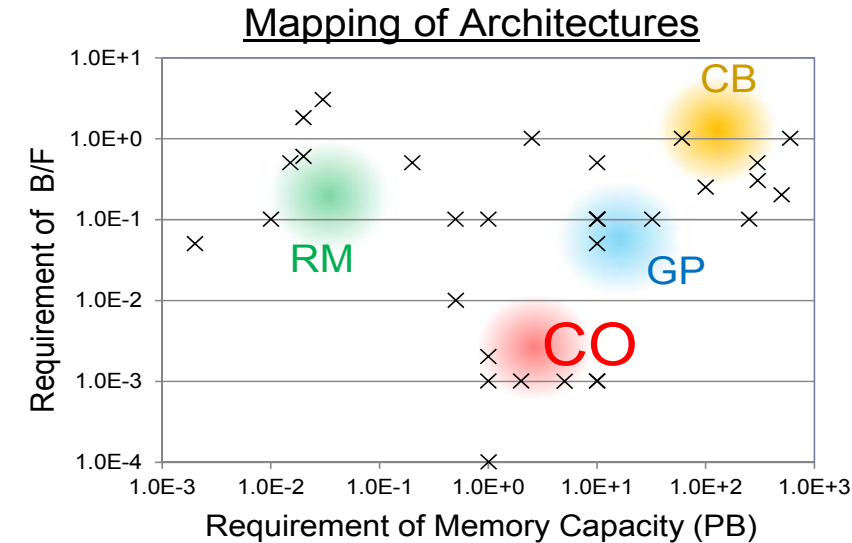 Mapping of Architectures
1.0E+1
1.0E+0
1.0E-1
1.0E-2
1.0E-3
1.0E-4
Requirement of B/F
CB
RM
GP
CO
1.0E-3 1.0E-2 1.0E-1 1.0E+0 1.0E+1 1.0E+2 1.0E+3
Requirement of Memory Capacity (PB)